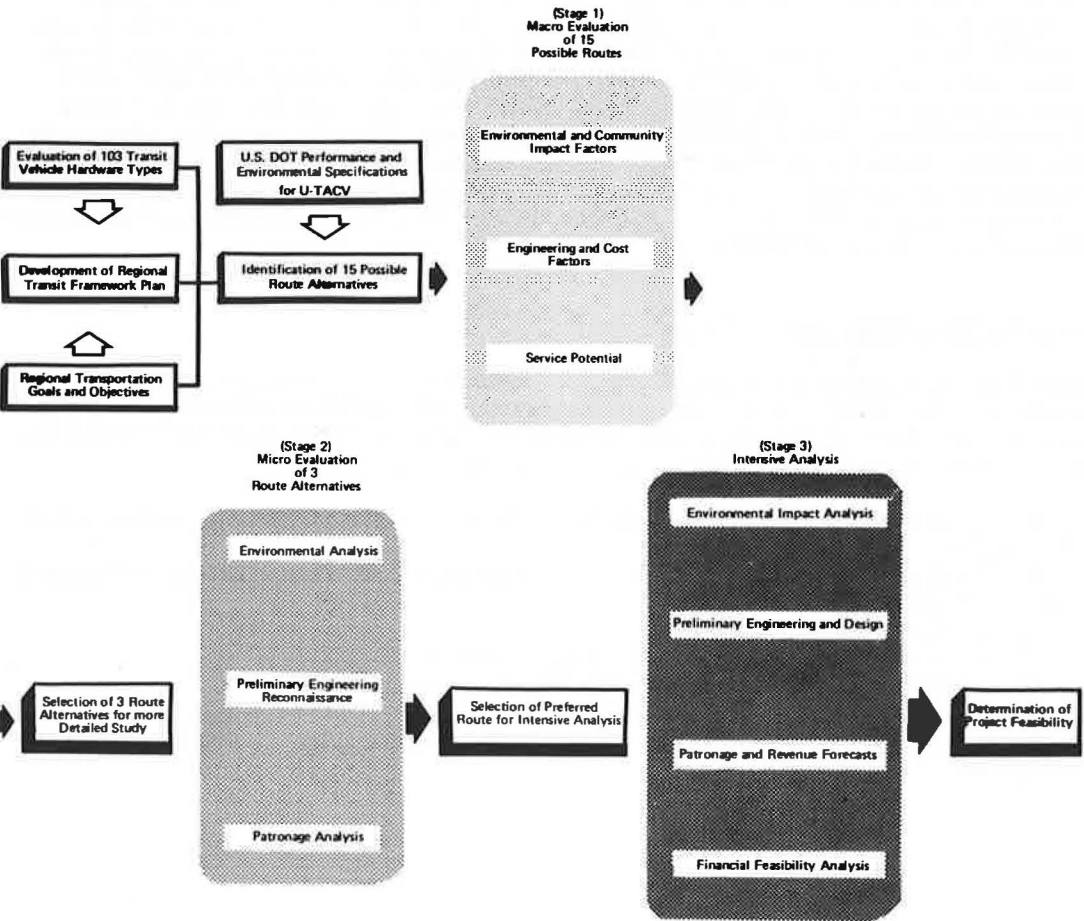 (Stage 1)
Macro Evaluation
of 15
Possible Routes
Evaluation of 103 Transit
Vehicle Hardware Types
U.S. DOT Performance and
Environmental Specifications
for U-TACV
Environmental and Community
Impact Factors
Development of Regional
Transit Framework Plan
Identification of 15 Possible
Route Alternatives
Engineering and Cost
Factors
Regional Transportation
Goals and Objectives
Service Potential
(Stage 2)
Micro Evaluation
of 3
Route Alternatives
(Stage 3)
Intensive Analysis
Selection of 3 Route
Alternatives for more
Detailed Study
Environmental Analysis
Preliminary Engineering
Reconnaissance
Patronage Analysis
Selection of Preferred
Route for Intensive Analysis
Environmental Impact Analysis
Preliminary Engineering and Design
Patronage and Revenue Forecasts
Financial Feasibility Analysis
Determination of
Project Feasibility